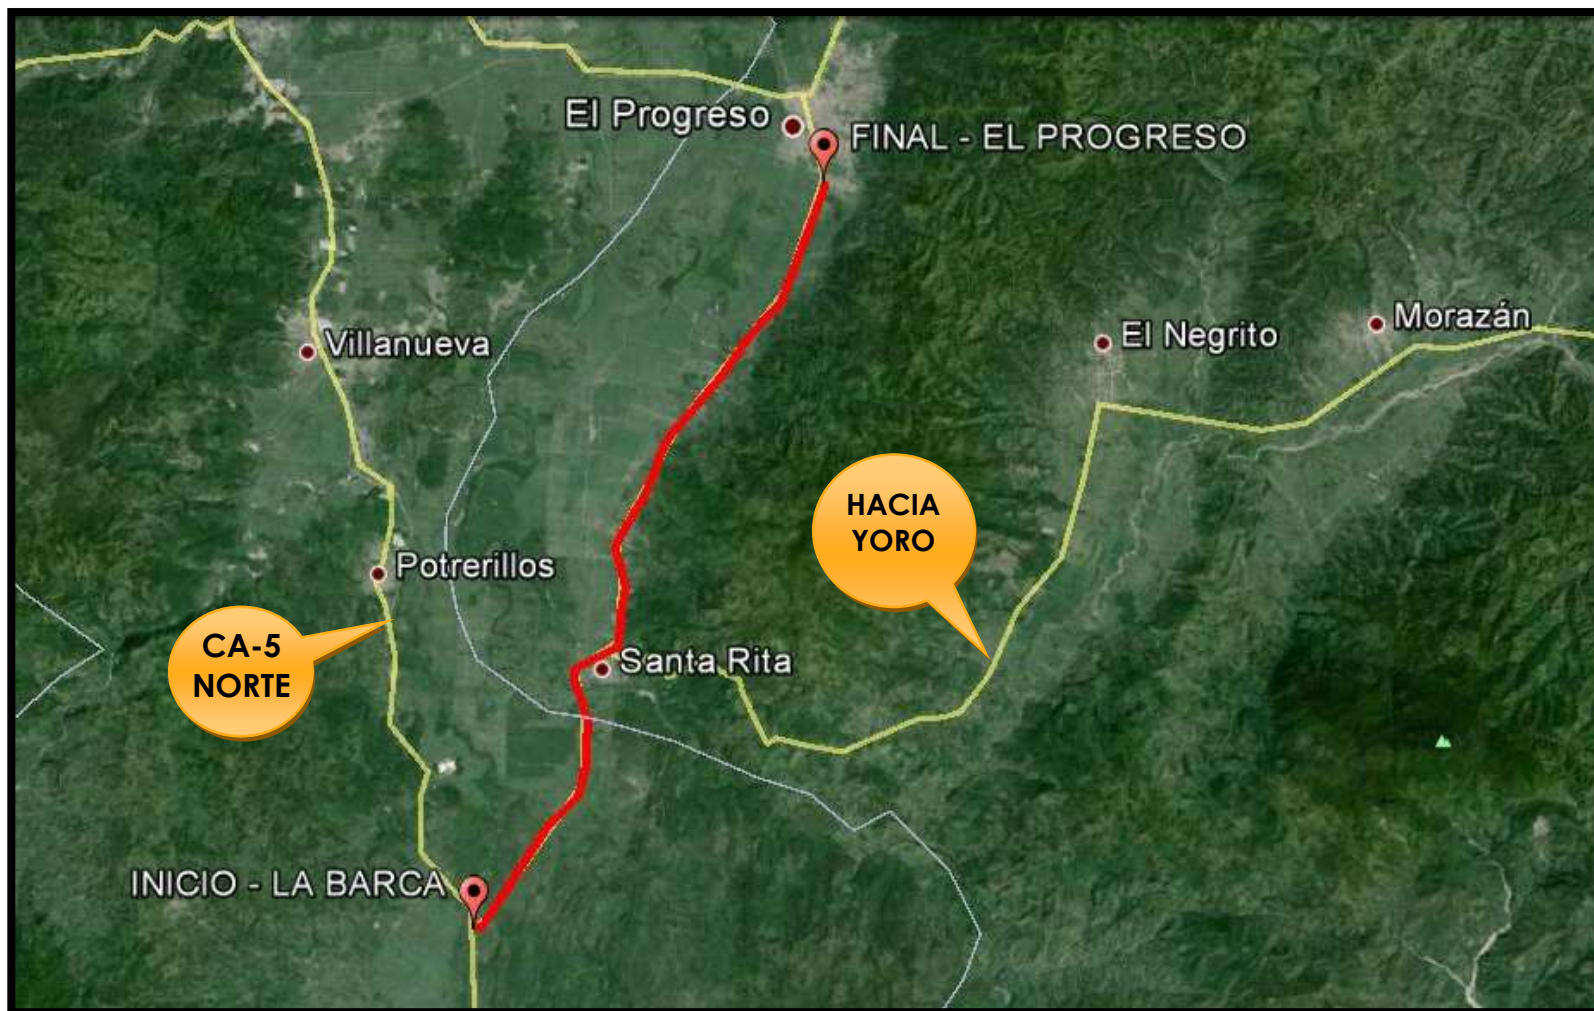 El Progreso
FINAL - EL PROGRESO
Morazán
El Negrito
Villanueva
HACIA
YORO
Potrerillos
CA-5
NORTE
Santa Rita
INICIO - LA BARCA